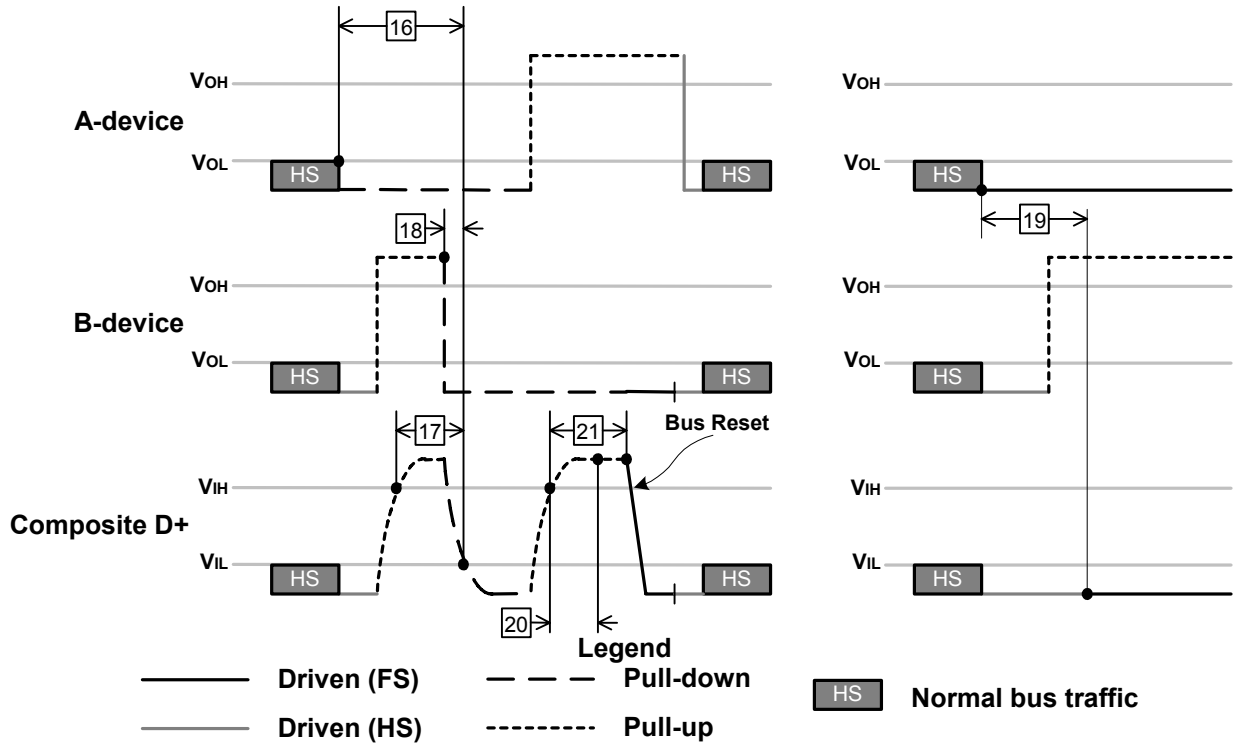 16
VOH
VOH
A-device
VOL
HS
HS
VOL
HS
18
19
VOH
VOH
B-device
VOL
HS
HS
VOL
HS
17
21
Bus Reset
VIH
VIH
Composite D+
VIL
HS
HS
VIL
HS
20
Legend
Driven (FS)
Pull-down
HS
Normal bus traffic
Driven (HS)
Pull-up